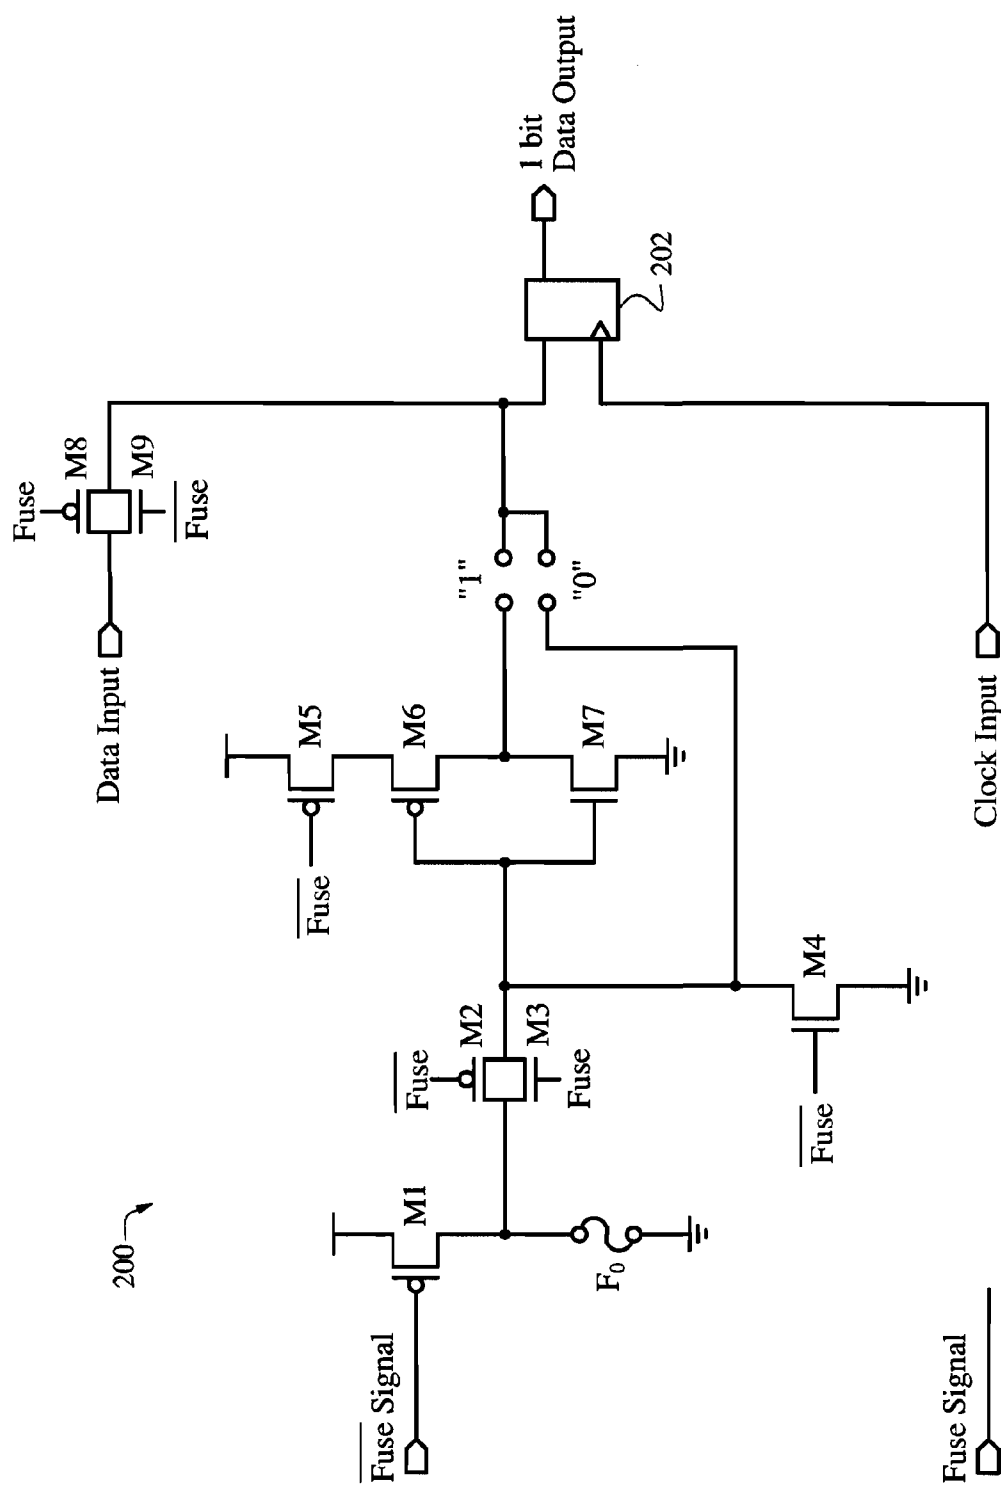 200
Fuse Signal
M1
F0
Fuse Signal
Fuse
M2
M3
Fuse
Fuse
M4
Fuse
M5
M6
M7
Data Input
Fuse
M8
M9
Fuse
"1"
"0"
Clock Input
202
1 bit
Data Output